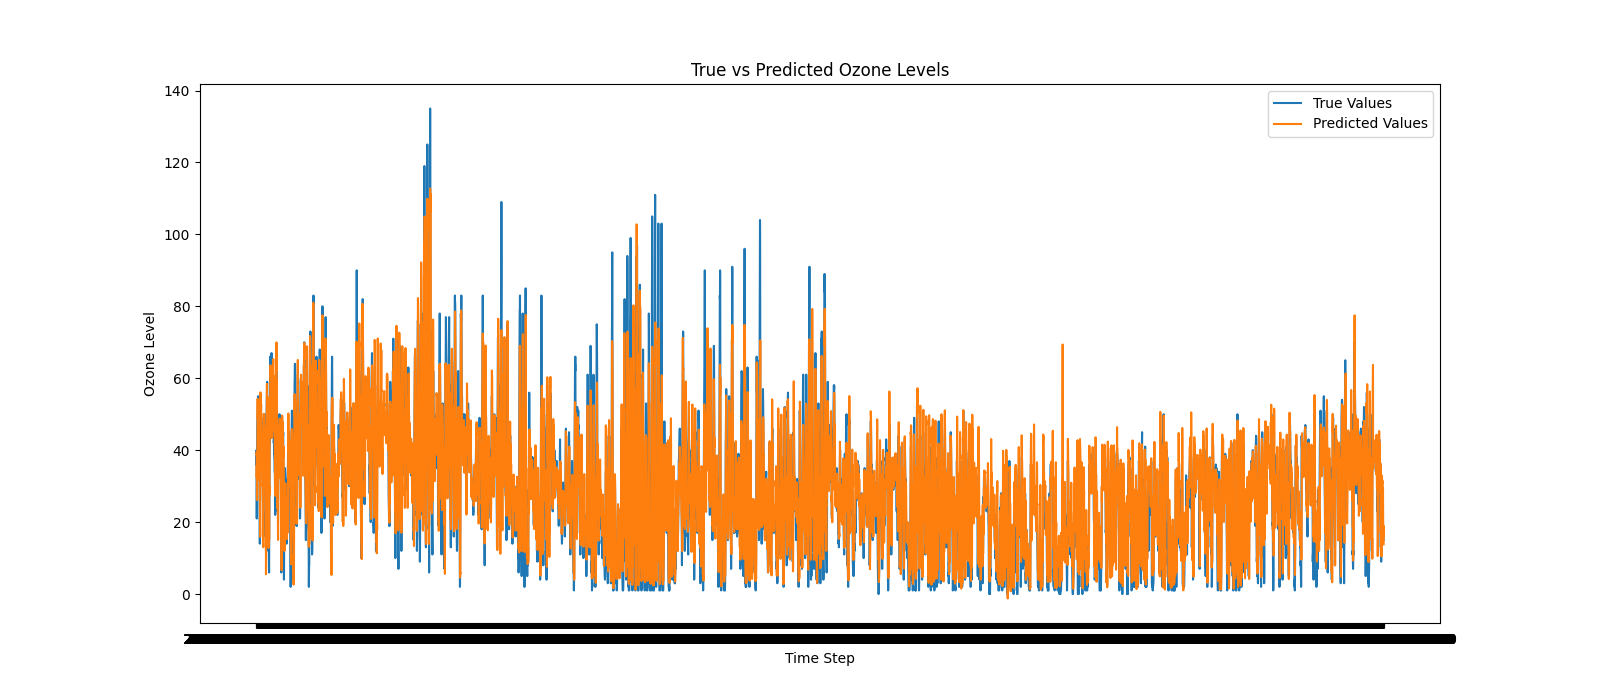 True vs Predicted Ozone Levels
True Values
Predicted Values
140
120
100
80
60
40
20
0
Ozone Level
Time Step